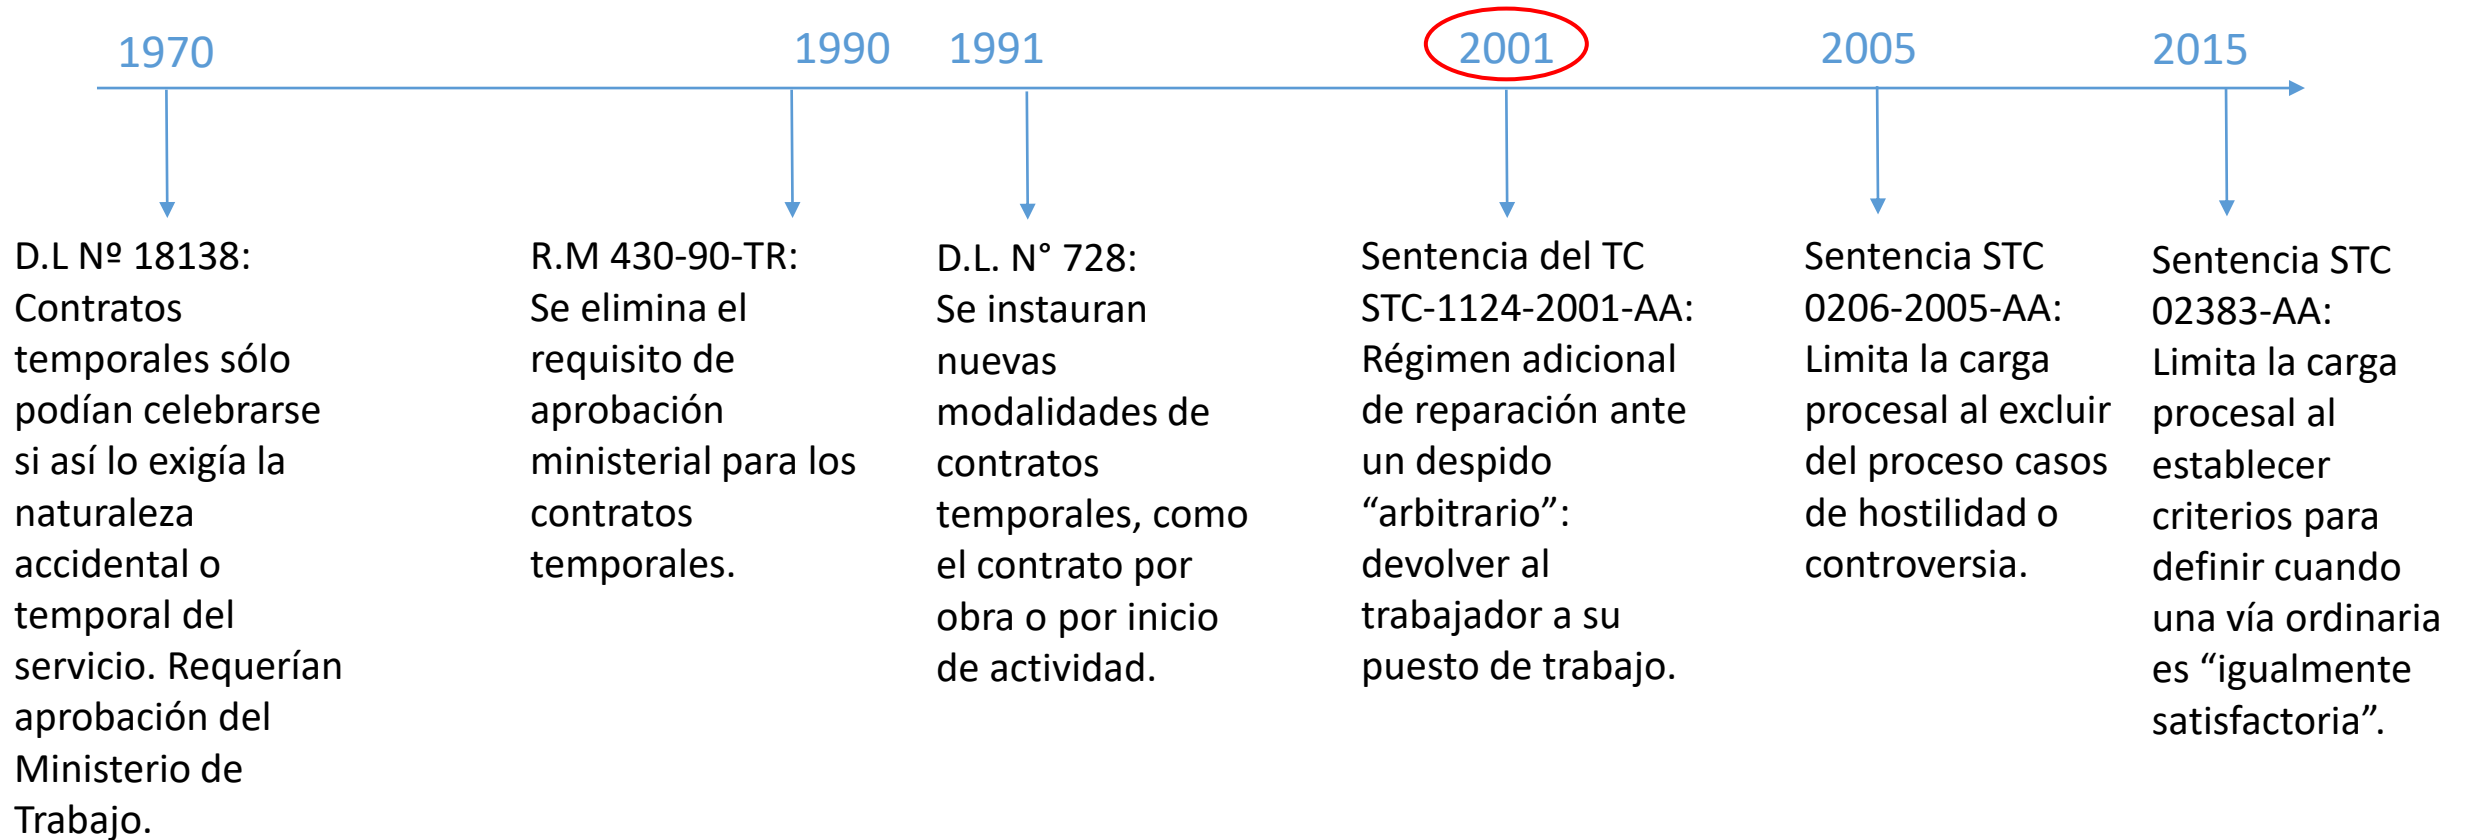 1970
1990
1991
2001
2005
2015
D.L Nº 18138:
Contratos
temporales sólo
podían celebrarse
si así lo exigía la
naturaleza
accidental o
temporal del
servicio. Requerían
aprobación del
Ministerio de
Trabajo.
R.M 430-90-TR:
Se elimina el
requisito de
aprobación
ministerial para los
contratos
temporales.
D.L. N° 728:
Se instauran
nuevas
modalidades de
contratos
temporales, como
el contrato por
obra o por inicio
de actividad.
Sentencia del TC
STC-1124-2001-AA:
Régimen adicional
de reparación ante
un despido
“arbitrario”:
devolver al
trabajador a su
puesto de trabajo.
Sentencia STC
0206-2005-AA:
Limita la carga
procesal al excluir
del proceso casos
de hostilidad o
controversia.
Sentencia STC
02383-AA:
Limita la carga
procesal al
establecer
criterios para
definir cuando
una vía ordinaria
es “igualmente
satisfactoria”.